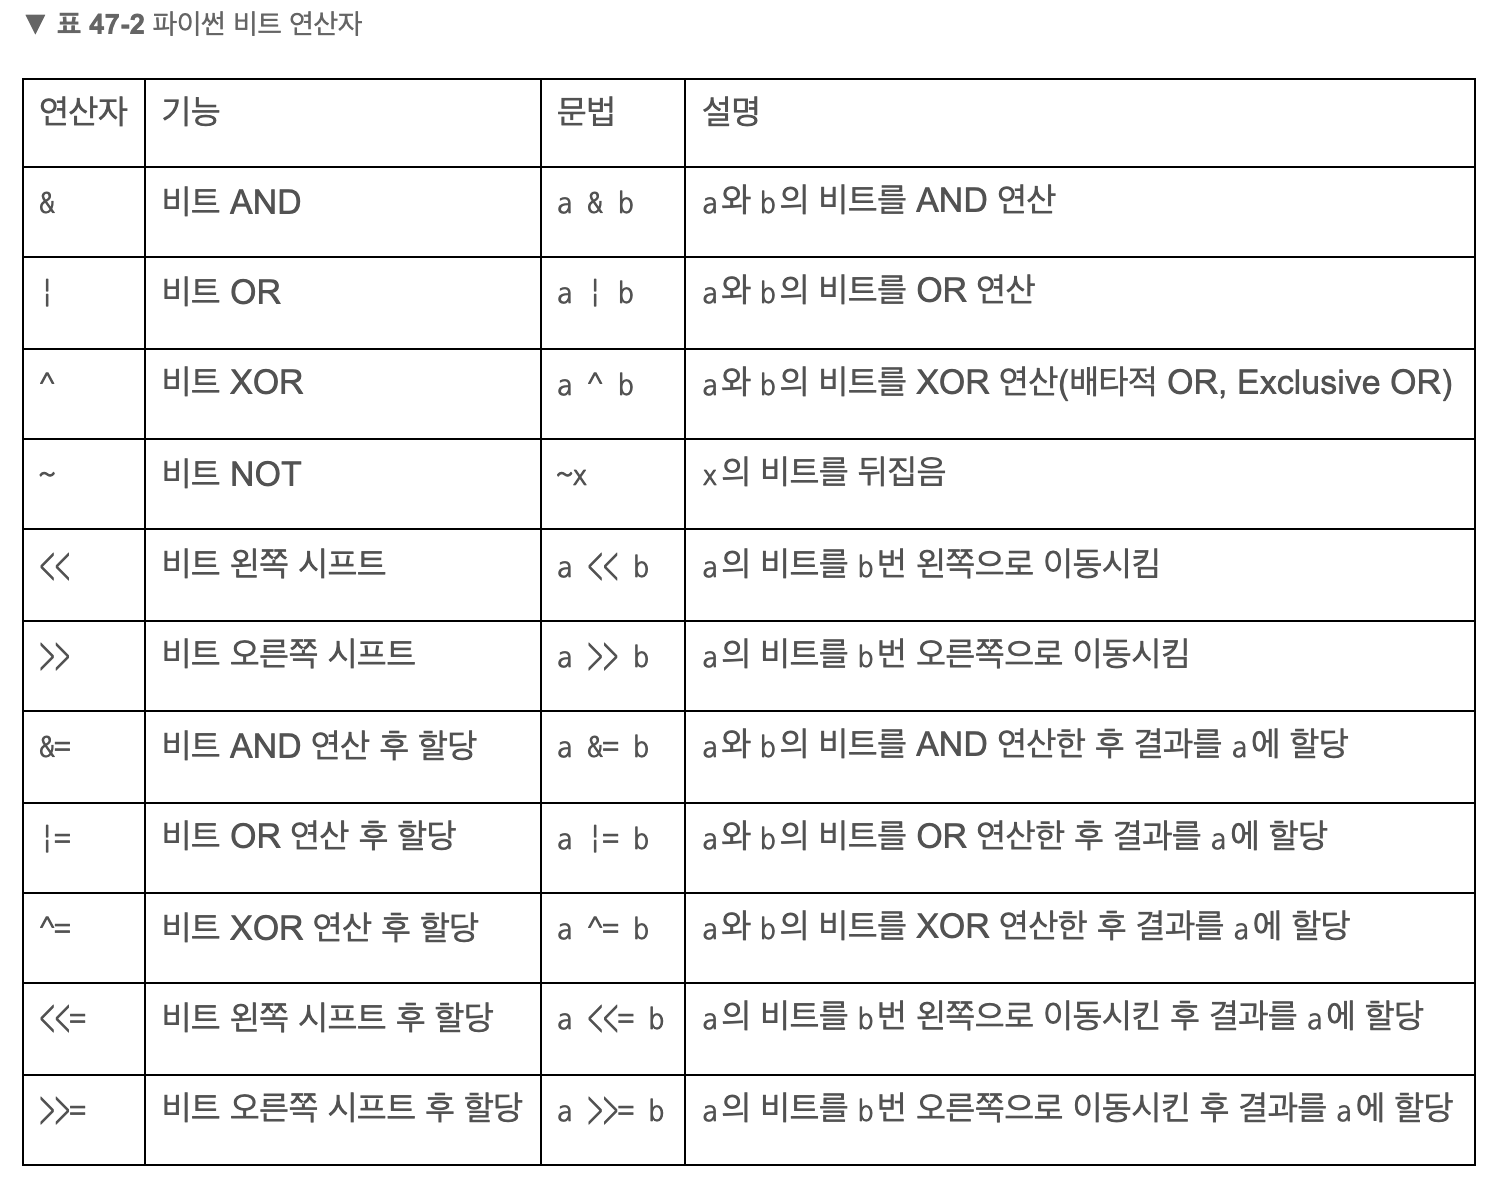 ▼ 표 47-2 파이썬 비트 연산자
연산자 기능 문법 설명
& 비트 AND a & b a와 b의 비트를 AND 연산
¦ 비트 OR a ¦ b a와 b의 비트를 OR 연산
^ 비트 XOR a ^ b a와 b의 비트를 XOR 연산(배타적 OR, Exclusive OR)
~ 비트 NOT ~x x의 비트를 뒤집음
<< 비트 왼쪽 시프트 a << b a의 비트를 b번 왼쪽으로 이동시킴
>> 비트 오른쪽 시프트 a >> b a의 비트를 b번 오른쪽으로 이동시킴
&= 비트 AND 연산 후 할당 a &= b a와 b의 비트를 AND 연산한 후 결과를 a에 할당
¦= 비트 OR 연산 후 할당 a ¦= b a와 b의 비트를 OR 연산한 후 결과를 a에 할당
^= 비트 XOR 연산 후 할당 a ^= b a와 b의 비트를 XOR 연산한 후 결과를 a에 할당
<<= 비트 왼쪽 시프트 후 할당 a <<= b a의 비트를 b번 왼쪽으로 이동시킨 후 결과를 a에 할당
>>= 비트 오른쪽 시프트 후 할당 a >>= b a의 비트를 b번 오른쪽으로 이동시킨 후 결과를 a에 할당